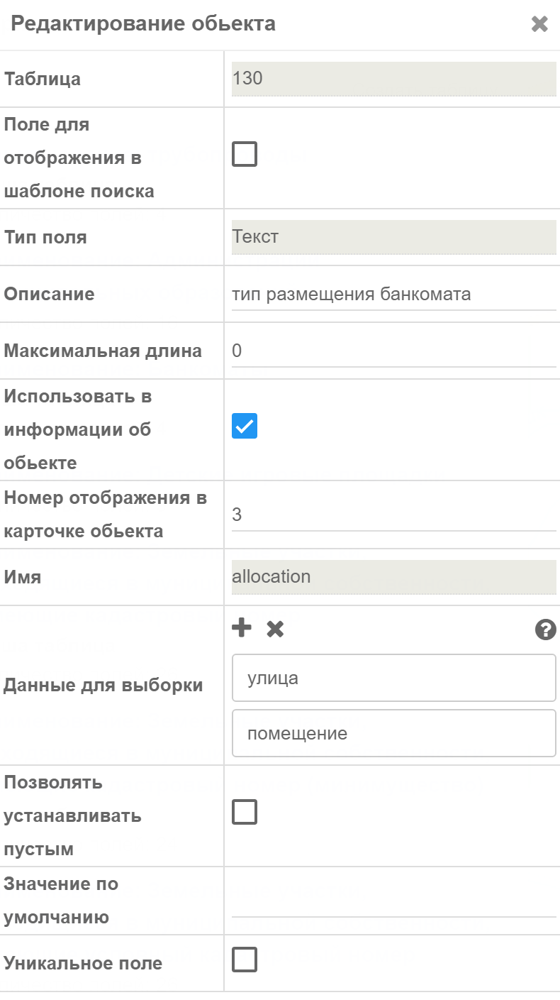 Редактирование обьекта
Таблица
130
Поле для
отображения в
шаблоне поиска
Тип поля
Текст
Описание
тип размещения банкомата
Максимальная длина
0
Использовать в
информации об
обьекте
Номер отображения в
карточке обьекта
3
Имя
allocation
Данные для выборки
улица
помещение
Позволять
устанавливать
пустым
Значение по
умолчанию
Уникальное поле